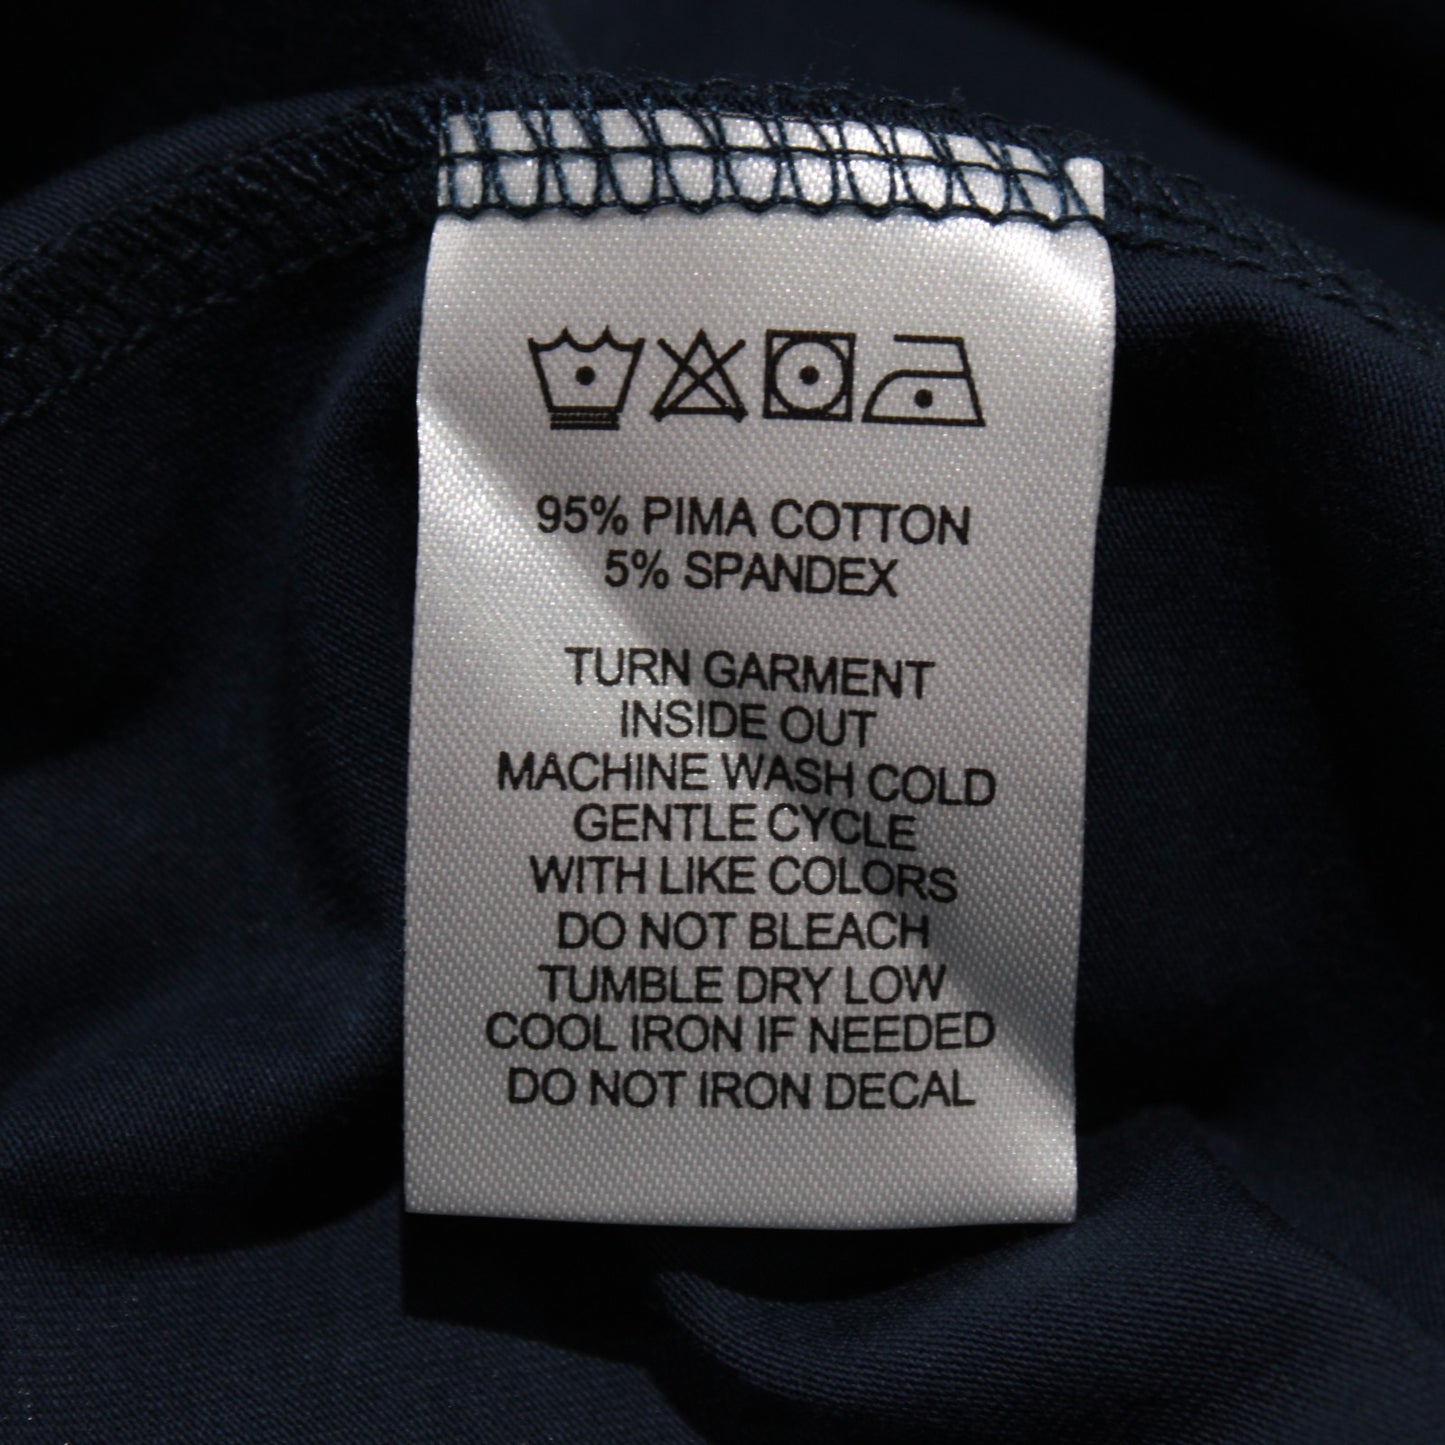 95% PIMA COTTON
5% SPANDEX
TURN GARMENT
INSIDE OUT
MACHINE WASH COLD
GENTLE CYCLE
WITH LIKE COLORS
DO NOT BLEACH
TUMBLE DRY LOW
COOL IRON IF NEEDED
DO NOT IRON DECAL